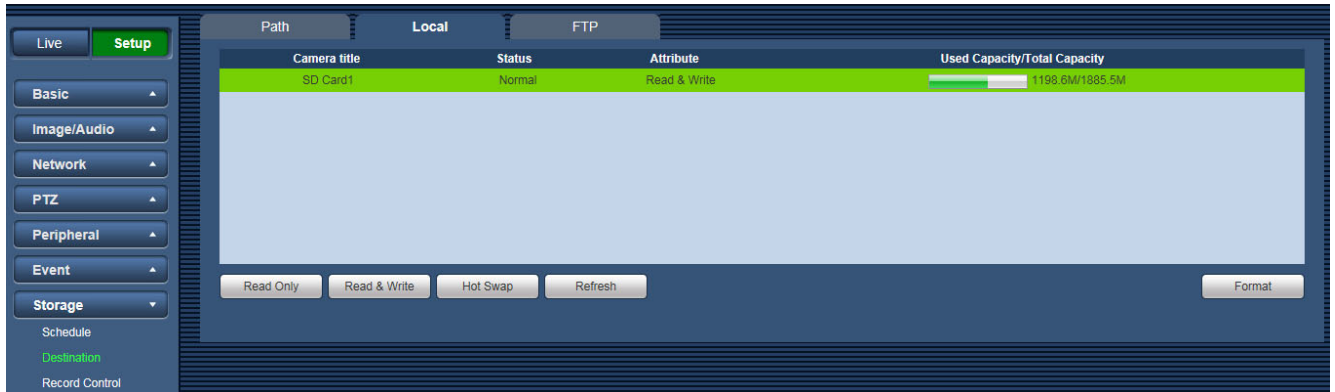 Live Setup
Basic
Image/Audio
Network
PTZ
Peripheral
Event
Storage
Schedule
Destination
Record Control
Path Local FTP
Camera title Status Attribute Used Capacity/Total Capacity
SD Card1 Normal Read & Write 1198.6M/1885.5M
Read Only Read & Write Hot Swap Refresh Format